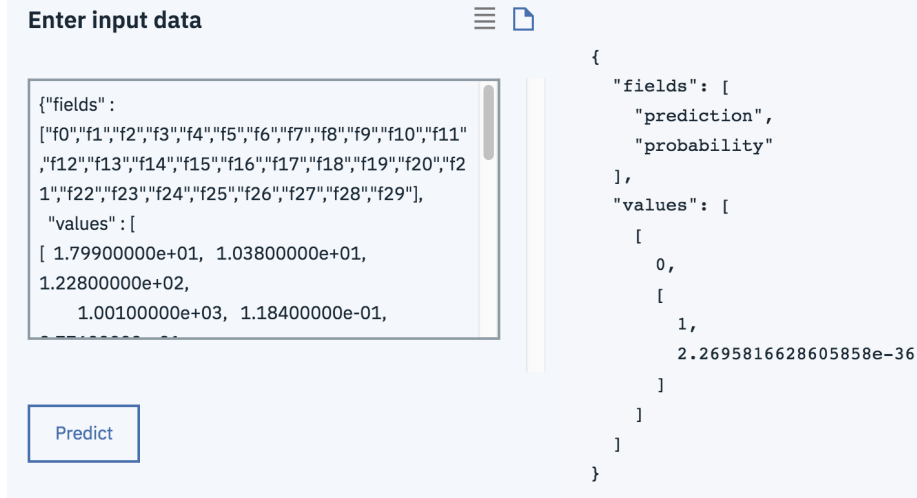 Enter input data
{"fields" :
["f0","f1","f2","f3","f4","f5","f6","f7","f8","f9","f10","f11"
,"f12","f13","f14","f15","f16","f17","f18","f19","f20","f2
1","f22","f23","f24","f25","f26","f27","f28","f29"],
"values" : [
[ 1.79900000e+01, 1.03800000e+01,
1.22800000e+02,
1.00100000e+03, 1.18400000e-01,
Predict
{
"fields": [
"prediction",
"probability"
],
"values": [
[
0,
[
1,
2.2695816628605858e-36
]
]
]
}